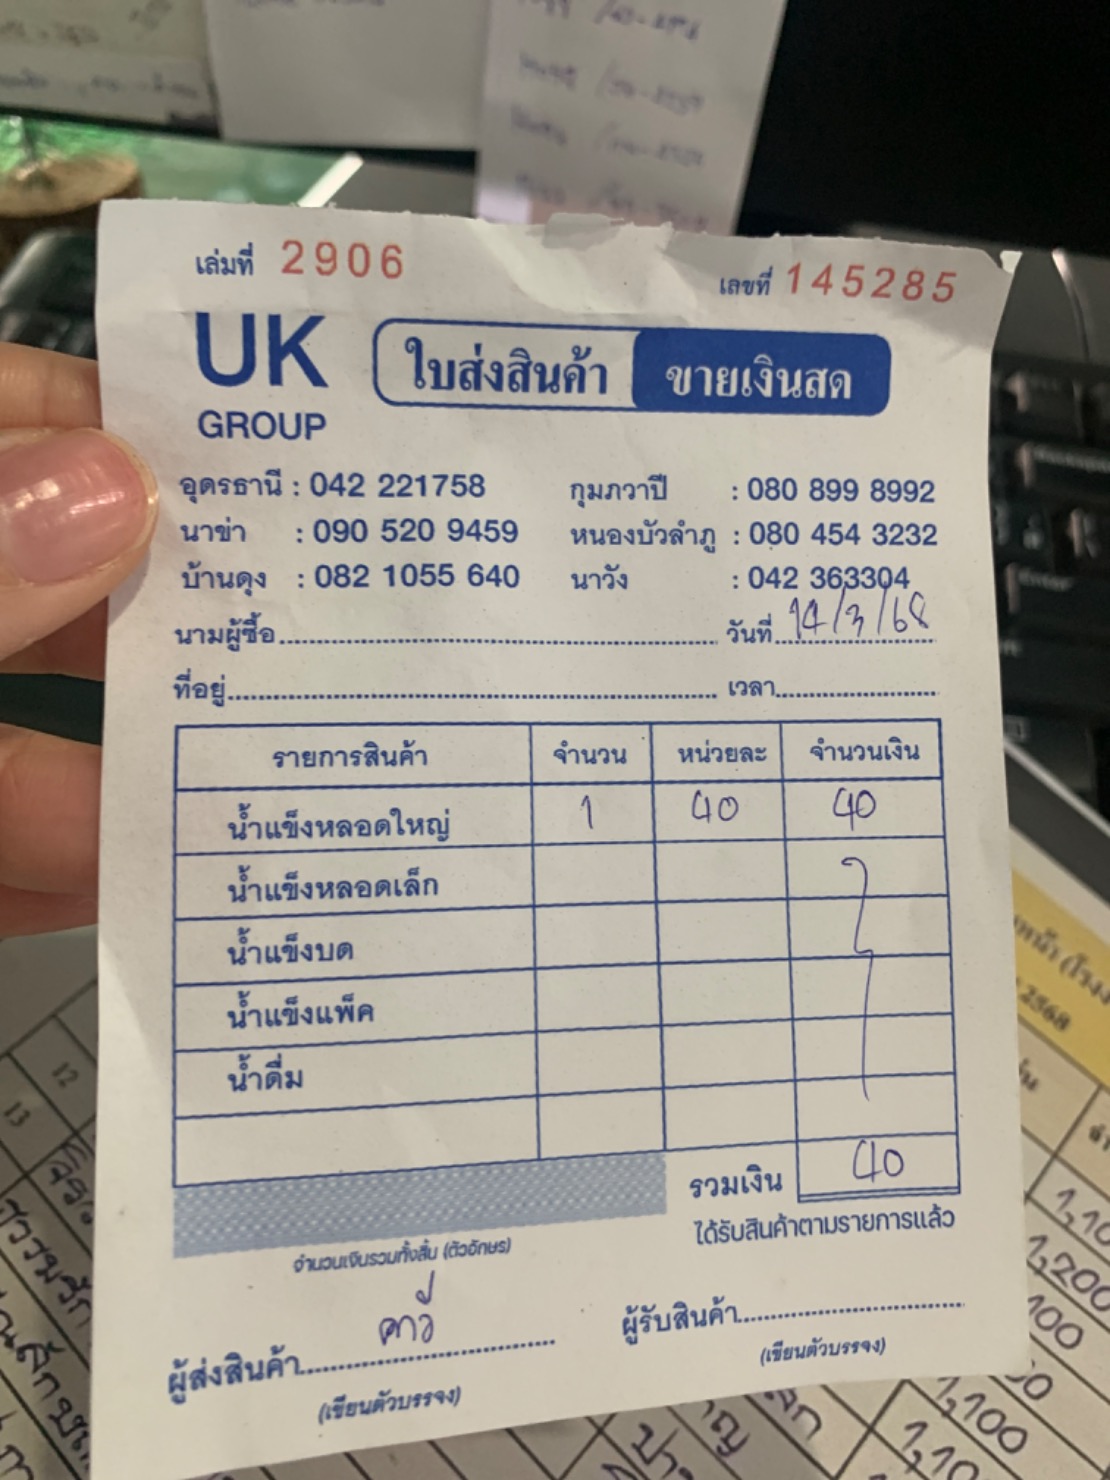 เล่มที่ 2906 เลขที่ 145285
UK GROUP
ใบส่งสินค้า ขายเงินสด
อุดรธานี : 042 221758 กุมภวาปี : 080 899 8992
นาข่า : 090 520 9459 หนองบัวลำภู : 080 454 3232
บ้านดุง : 082 1055 640 นาวัง : 042 363304
นามผู้ซื้อ วันที่ 14/3/68
ที่อยู่ เวลา
รายการสินค้า จำนวน หน่วยละ จำนวนเงิน
น้ำแข็งหลอดใหญ่ 1 40 40
น้ำแข็งหลอดเล็ก
น้ำแข็งบด
น้ำแข็งแพ็ค
น้ำดื่ม
รวมเงิน 40
จำนวนเงินรวมทั้งสิ้น (ตัวอักษร) ได้รับสินค้าตามรายการแล้ว
ผู้ส่งสินค้า ผู้รับสินค้า
(เขียนตัวบรรจง) (เขียนตัวบรรจง)
2568
12
13
1,200
1,100